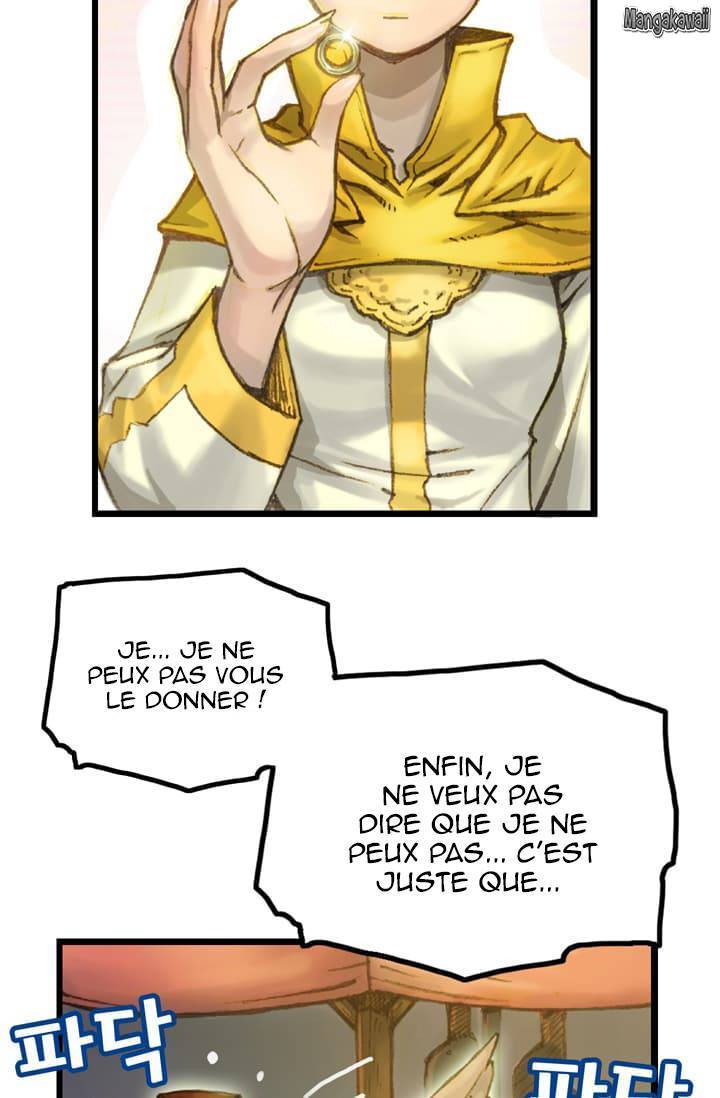 Mangakawaii
JE... JE NE
PEUX PAS VOUS
LE DONNER !
ENFIN, JE
NE VEUX PAS
DIRE QUE JE NE
PEUX PAS... C'EST
JUSTE QUE...
파닥
파닥